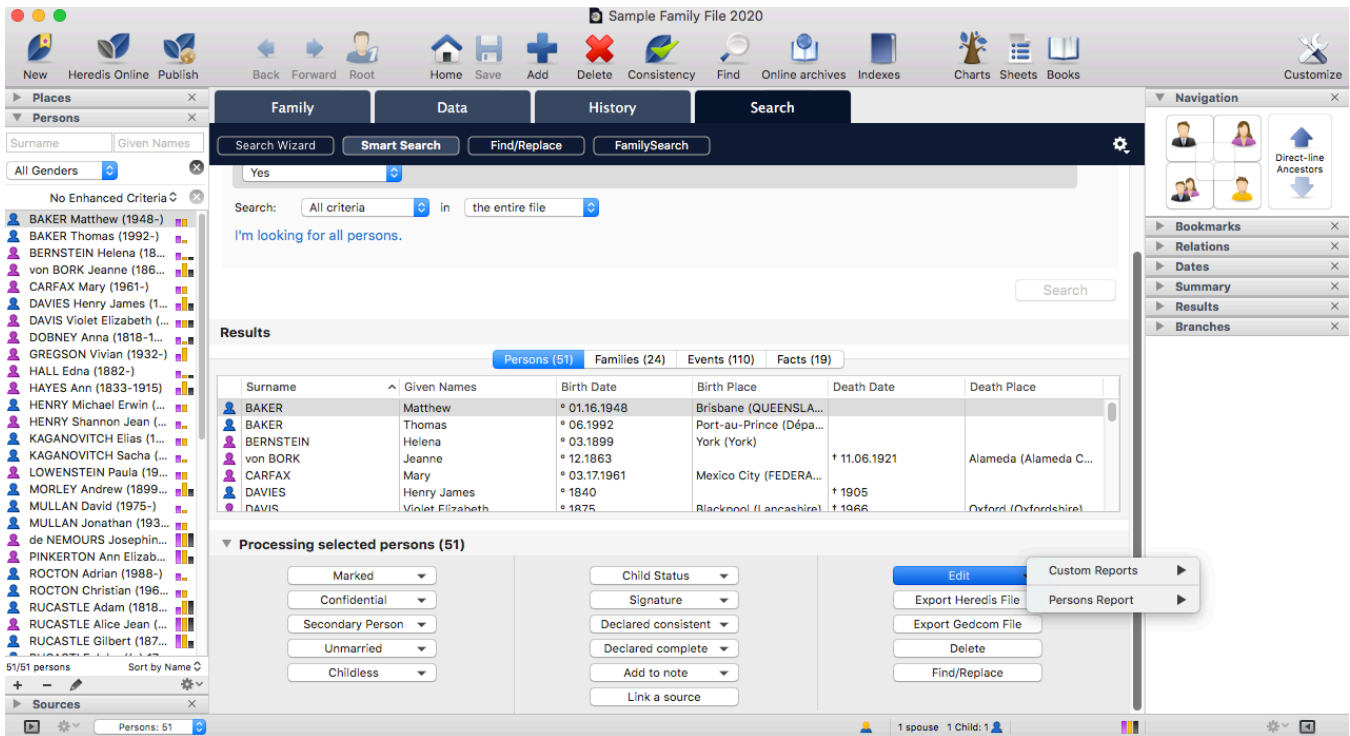 Sample Family File 2020
New Heredis Online Publish Back Forward Root Home Save Add Delete Consistency Find Online archives Indexes Charts Sheets Books Customize
Places
Persons
Surname Given Names
All Genders
No Enhanced Criteria
BAKER Matthew (1948-)
BAKER Thomas (1992-)
BERNSTEIN Helena (18...
von BORK Jeanne (186...
CARFAX Mary (1961-)
DAVIES Henry James (1...
DAVIS Violet Elizabeth (...
DOBNEY Anna (1818-1...
GREGSON Vivian (1932-)
HALL Edna (1882-)
HAYES Ann (1833-1915)
HENRY Michael Erwin (...
HENRY Shannon Jean (...
KAGANOVITCH Elias (1...
KAGANOVITCH Sacha (...
LOWENSTEIN Paula (19...
MORLEY Andrew (1899...
MULLAN David (1975-)
MULLAN Jonathan (193...
de NEMOURS Josephin...
PINKERTON Ann Elizab...
ROCTON Adrian (1988-)
ROCTON Christian (196...
RUCASTLE Adam (1818...
RUCASTLE Alice Jean (...
RUCASTLE Gilbert (187...
51/51 persons Sort by Name
Sources
Persons: 51
Family Data History Search
Search Wizard Smart Search Find/Replace FamilySearch
Yes
Search: All criteria in the entire file
I'm looking for all persons.
Search
Results
Persons (51) Families (24) Events (110) Facts (19)
Surname Given Names Birth Date Birth Place Death Date Death Place
BAKER Matthew ° 01.16.1948 Brisbane (QUEENSLA...
BAKER Thomas ° 06.1992 Port-au-Prince (Dépa...
BERNSTEIN Helena ° 03.1899 York (York)
von BORK Jeanne ° 12.1863 † 11.06.1921 Alameda (Alameda C...
CARFAX Mary ° 03.17.1961 Mexico City (FEDERA...
DAVIES Henry James ° 1840 † 1905
DAVIS Violet Elizabeth ° 1875 Blackpool (Lancashire) † 1966 Oxford (Oxfordshire)
Processing selected persons (51)
Marked Child Status Edit
Confidential Signature Export Heredis File
Secondary Person Declared consistent Export Gedcom File
Unmarried Declared complete Delete
Childless Add to note Find/Replace
Link a source
Custom Reports
Persons Report
1 spouse 1 Child: 1
Navigation
Direct-line
Ancestors
Bookmarks
Relations
Dates
Summary
Results
Branches